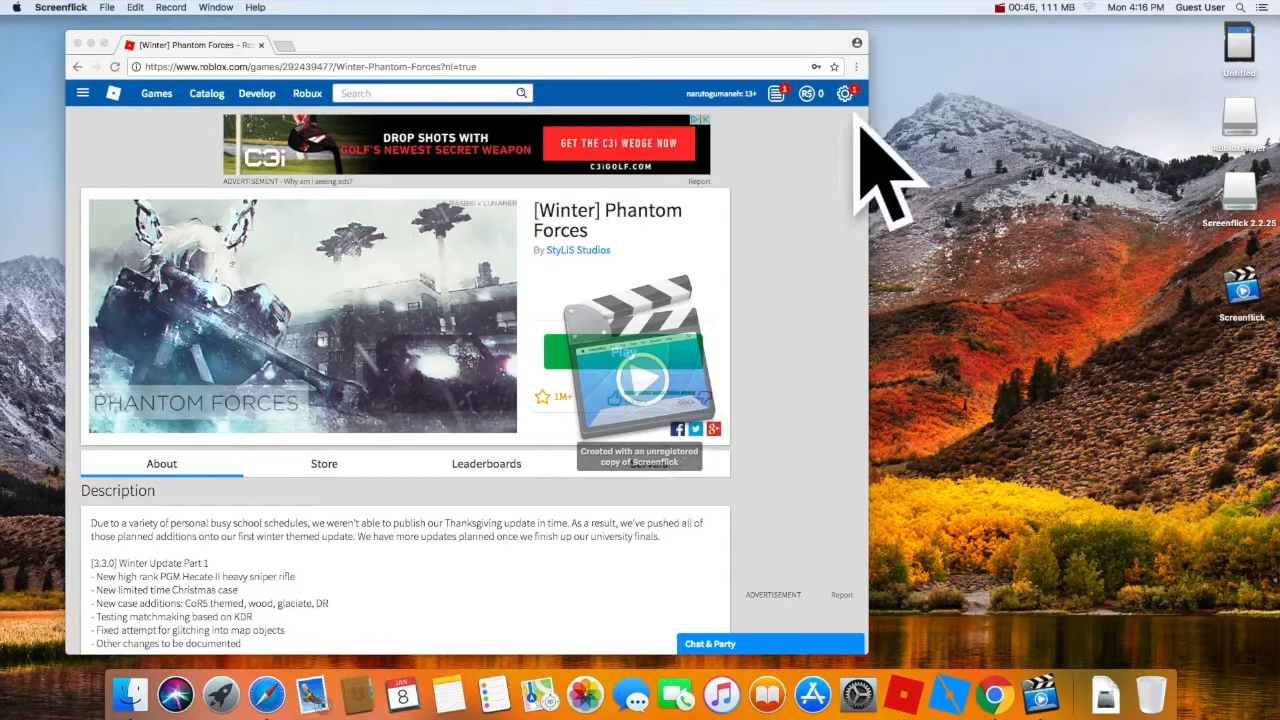 Screenflick File Edit Record Window Help
00:46, 111 MB Mon 4:16 PM Guest User
[Winter] Phantom Forces - Ro
https://www.roblox.com/games/292439477/Winter-Phantom-Forces?nl=true
Games Catalog Develop Robux Search narutogumaneh: 13+ 1 R$ 0 1
C3i
DROP SHOTS WITH
GOLF'S NEWEST SECRET WEAPON
GET THE C3i WEDGE NOW
C3iGOLF.COM
ADVERTISEMENT - Why am I seeing ads? Report
[Winter] Phantom
Forces
By StyLiS Studios
PHANTOM FORCES
Play
1M+
Created with an unregistered
copy of Screenflick
About Store Leaderboards
Description
Due to a variety of personal busy school schedules, we weren't able to publish our Thanksgiving update in time. As a result, we've pushed all of
those planned additions onto our first winter themed update. We have more updates planned once we finish up our university finals.
[3.3.0] Winter Update Part 1
- New high rank PGM Hecate II heavy sniper rifle
- New limited time Christmas case
- New case additions: CoR5 themed, wood, glaciate, DR
- Testing matchmaking based on KDR
- Fixed attempt for glitching into map objects
- Other changes to be documented
ADVERTISEMENT Report
Chat & Party
Untitled
RobloxPlayer
Screenflick 2.2.25
Screenflick
JAN
8